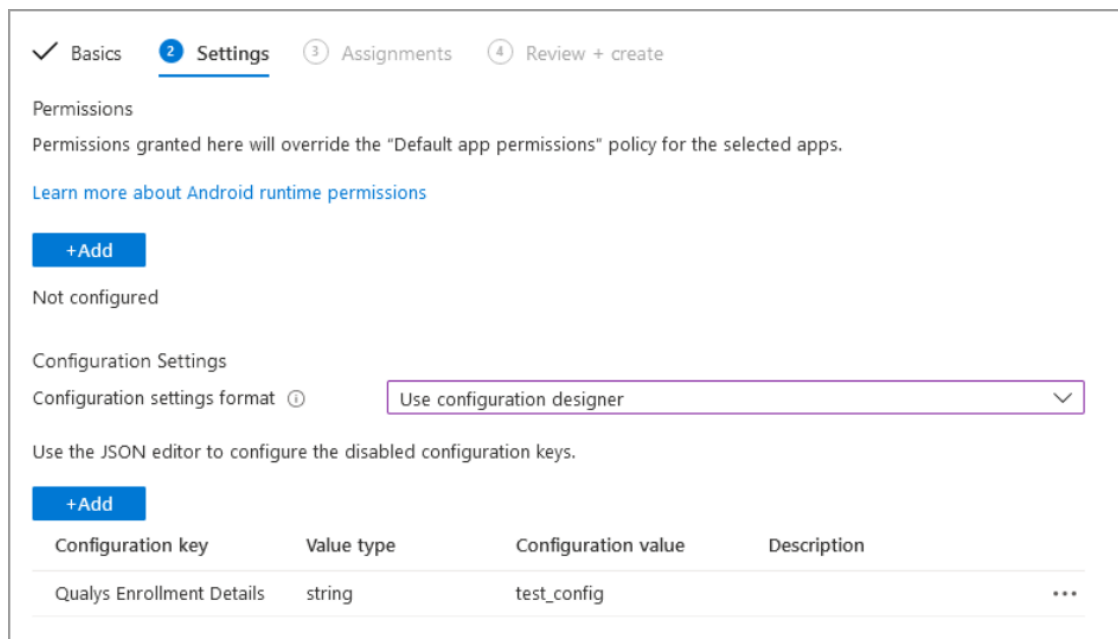 Basics 2 Settings 3 Assignments 4 Review + create
Permissions
Permissions granted here will override the "Default app permissions" policy for the selected apps.
Learn more about Android runtime permissions
+Add
Not configured
Configuration Settings
Configuration settings format Use configuration designer
Use the JSON editor to configure the disabled configuration keys.
+Add
Configuration key Value type Configuration value Description
Qualys Enrollment Details string test_config